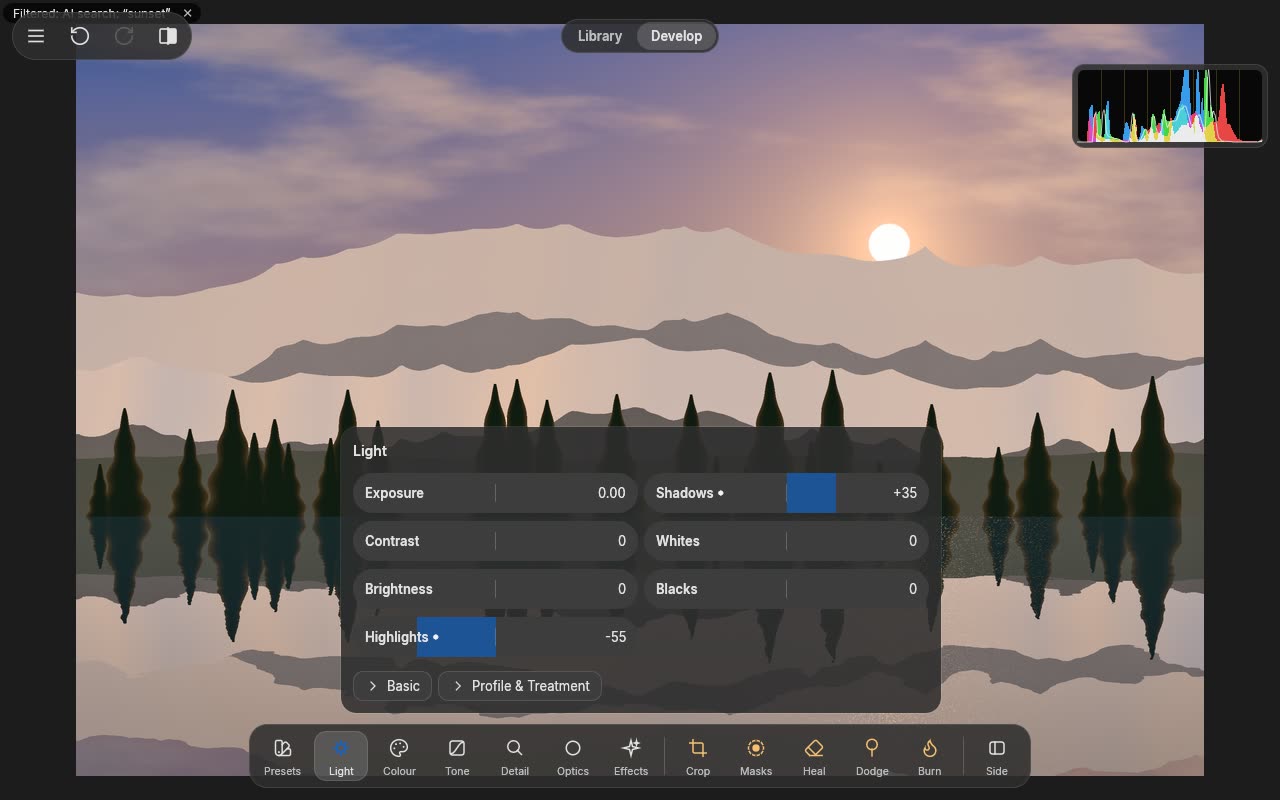 Filtered: AI search: “sunset” ×
Library Develop
Light
Exposure 0.00
Shadows • +35
Contrast 0
Whites 0
Brightness 0
Blacks 0
Highlights • -55
Basic
Profile & Treatment
Presets Light Colour Tone Detail Optics Effects Crop Masks Heal Dodge Burn Side